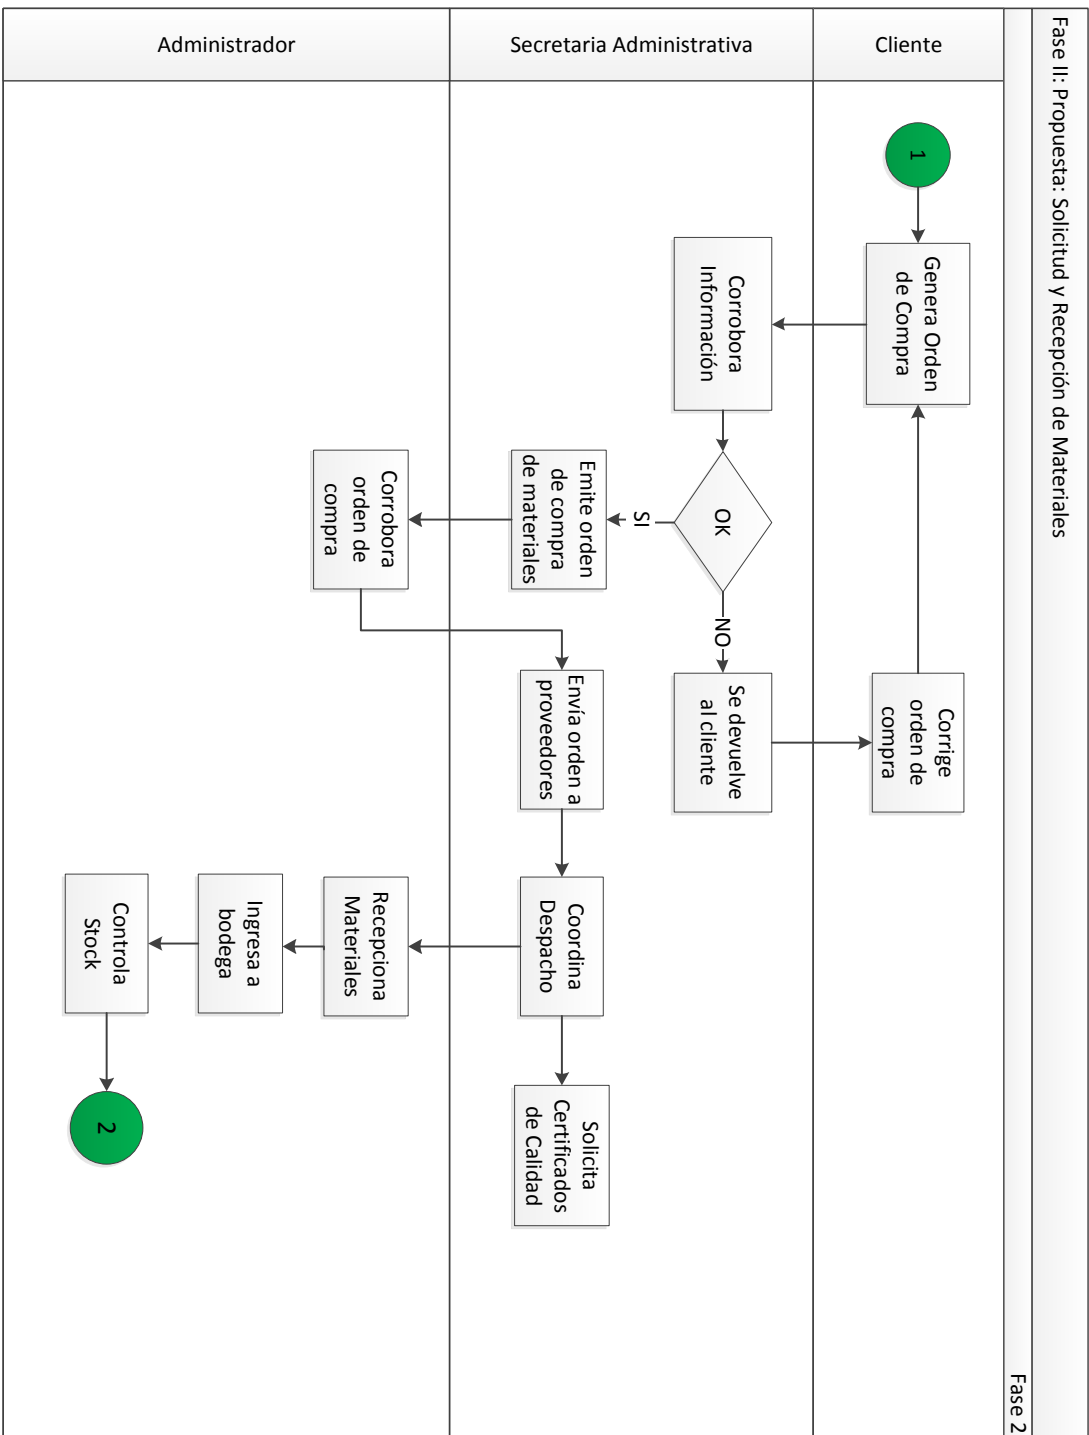 Fase II: Propuesta: Solicitud y Recepción de Materiales
Fase 2
Cliente
Secretaria Administrativa
Administrador
1
Genera Orden
de Compra
Corrige
orden de
compra
Corrobora
Información
OK
SI
NO
Se devuelve
al cliente
Emite orden
de compra
de materiales
Envía orden a
proveedores
Coordina
Despacho
Solicita
Certificados
de Calidad
Corrobora
orden de
compra
Recepciona
Materiales
Ingresa a
bodega
Controla
Stock
2